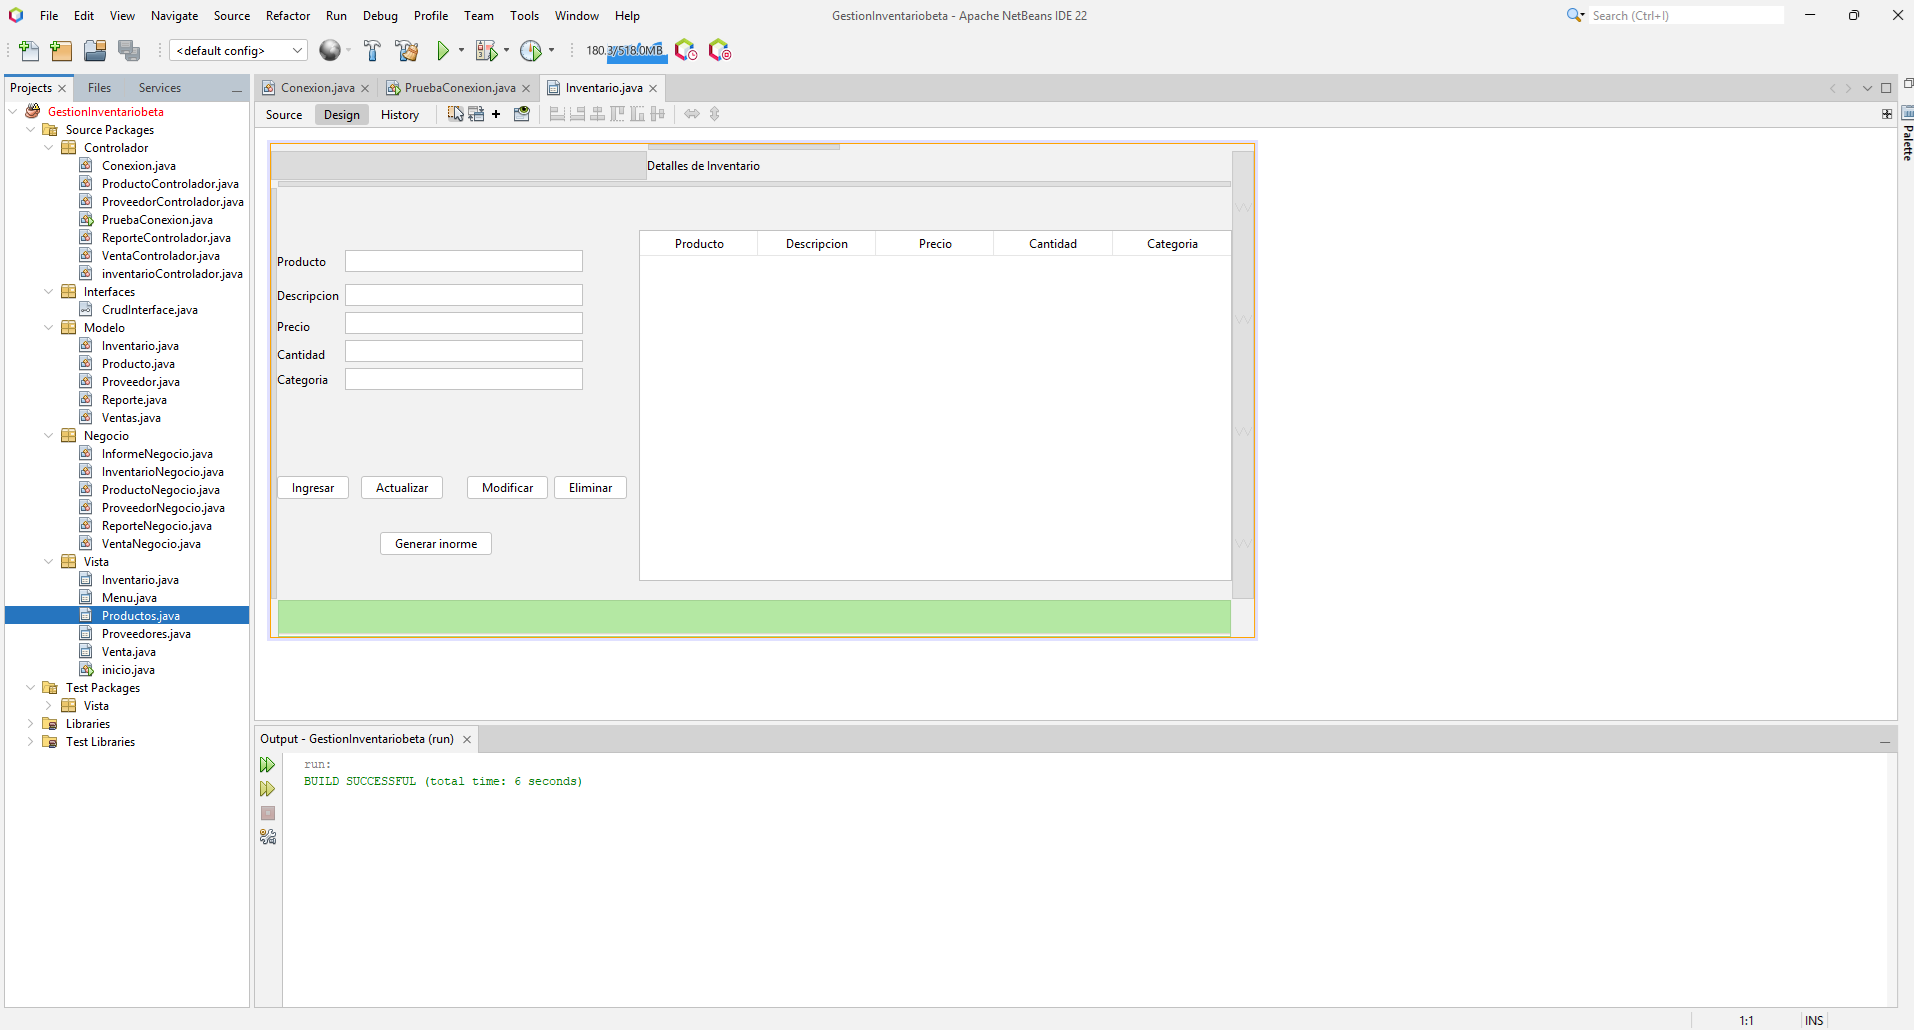 File Edit View Navigate Source Refactor Run Debug Profile Team Tools Window Help
GestionInventariobeta - Apache NetBeans IDE 22
Search (Ctrl+I)
<default config>
180.3/518.0MB
Projects Files Services
Conexion.java PruebaConexion.java Inventario.java
Source Design History
Palette
GestionInventariobeta
Source Packages
Controlador
Conexion.java
ProductoControlador.java
ProveedorControlador.java
PruebaConexion.java
ReporteControlador.java
VentaControlador.java
inventarioControlador.java
Interfaces
CrudInterface.java
Modelo
Inventario.java
Producto.java
Proveedor.java
Reporte.java
Ventas.java
Negocio
InformeNegocio.java
InventarioNegocio.java
ProductoNegocio.java
ProveedorNegocio.java
ReporteNegocio.java
VentaNegocio.java
Vista
Inventario.java
Menu.java
Productos.java
Proveedores.java
Venta.java
inicio.java
Test Packages
Vista
Libraries
Test Libraries
Detalles de Inventario
Producto
Descripcion
Precio
Cantidad
Categoria
Ingresar Actualizar Modificar Eliminar
Generar inorme
Producto Descripcion Precio Cantidad Categoria
Output - GestionInventariobeta (run)
run:
BUILD SUCCESSFUL (total time: 6 seconds)
1:1 INS